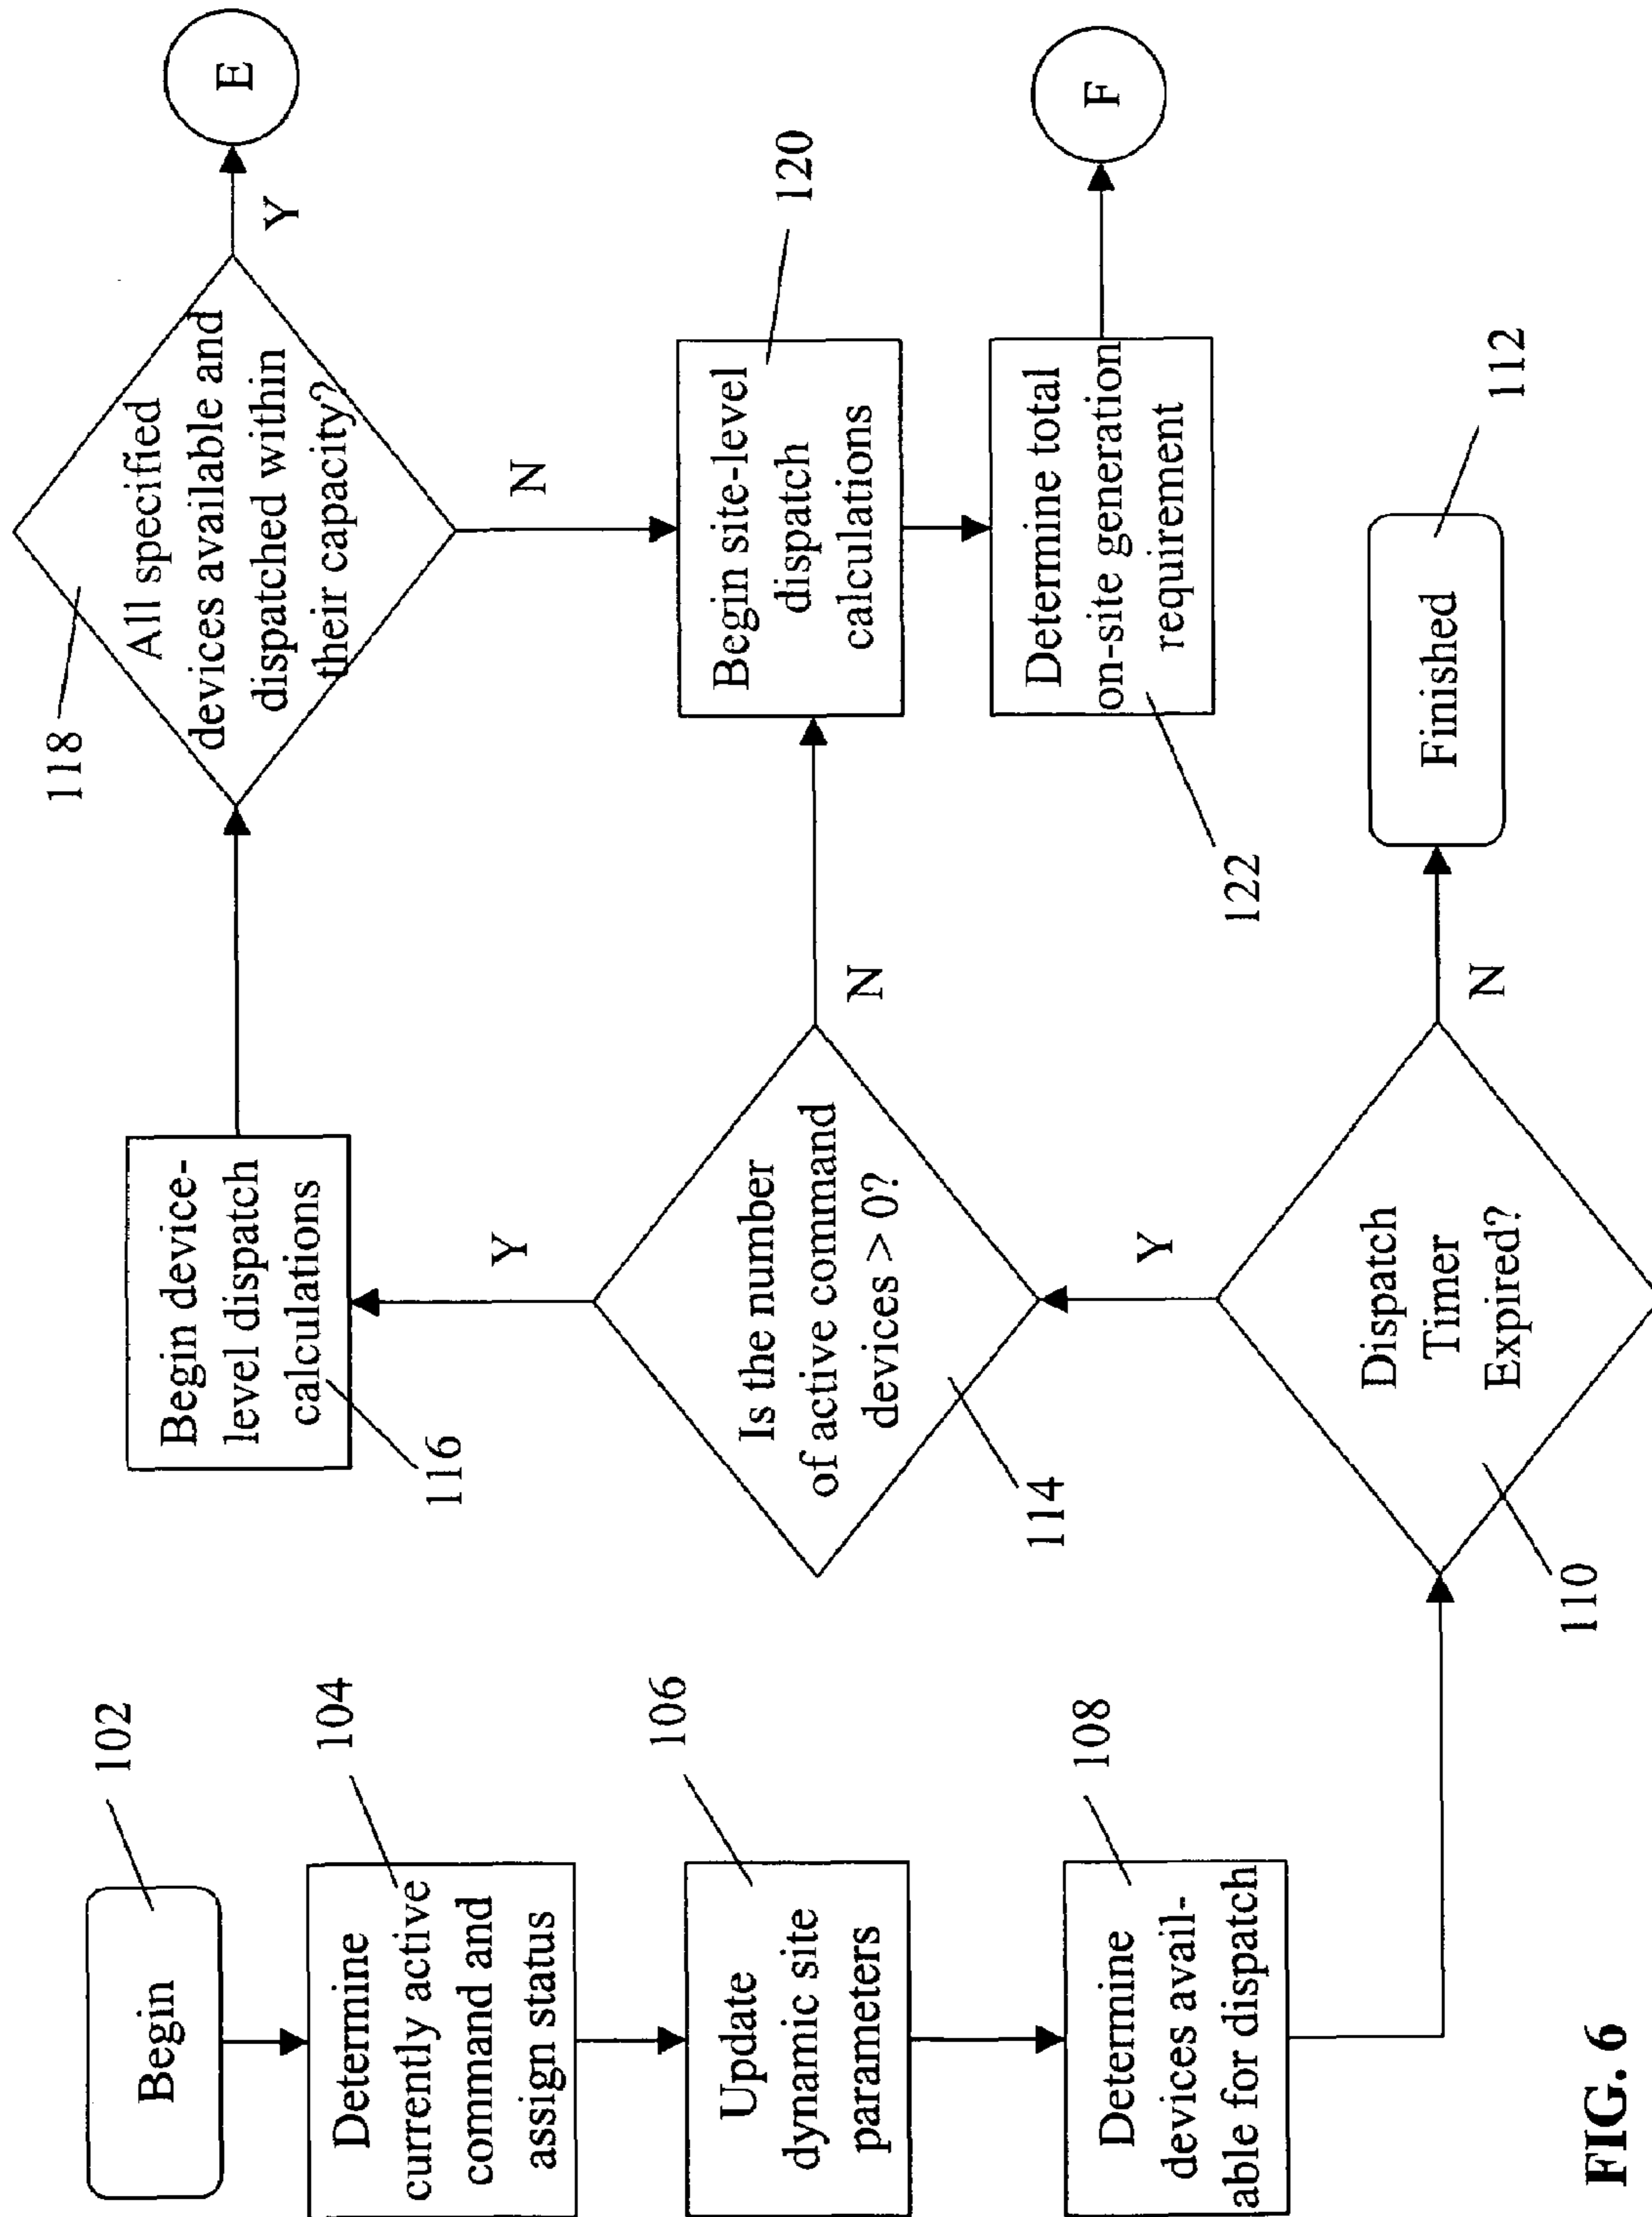 Begin
102
Determine
currently active
command and
assign status
104
Update
dynamic site
parameters
106
Determine
devices avail-
able for dispatch
108
Dispatch
Timer
Expired?
110
N
Finished
112
Y
Is the number
of active command
devices > 0?
114
Y
N
Begin device-
level dispatch
calculations
116
All specified
devices available and
dispatched within
their capacity?
118
Y
E
N
Begin site-level
dispatch
calculations
120
Determine total
on-site generation
requirement
122
F
FIG. 6